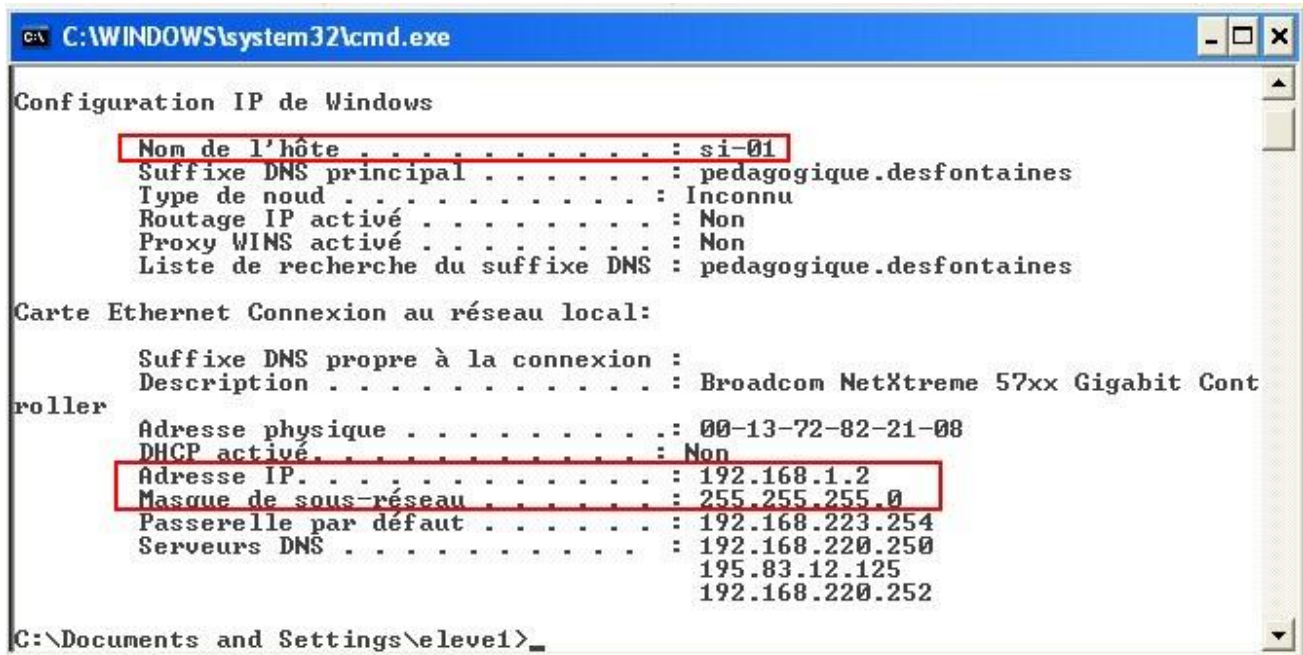 C:\WINDOWS\system32\cmd.exe
Configuration IP de Windows
Nom de l'hôte . . . . . . . . . . : si-01
Suffixe DNS principal . . . . . . : pedagogique.desfontaines
Type de noud . . . . . . . . . . : Inconnu
Routage IP activé . . . . . . . . : Non
Proxy WINS activé . . . . . . . . : Non
Liste de recherche du suffixe DNS : pedagogique.desfontaines
Carte Ethernet Connexion au réseau local:
Suffixe DNS propre à la connexion :
Description . . . . . . . . . . . : Broadcom NetXtreme 57xx Gigabit Cont
roller
Adresse physique . . . . . . . . .: 00-13-72-82-21-08
DHCP activé. . . . . . . . . . . : Non
Adresse IP. . . . . . . . . . . . : 192.168.1.2
Masque de sous-réseau . . . . . . : 255.255.255.0
Passerelle par défaut . . . . . . : 192.168.223.254
Serveurs DNS . . . . . . . . . . : 192.168.220.250
195.83.12.125
192.168.220.252
C:\Documents and Settings\eleve1>_